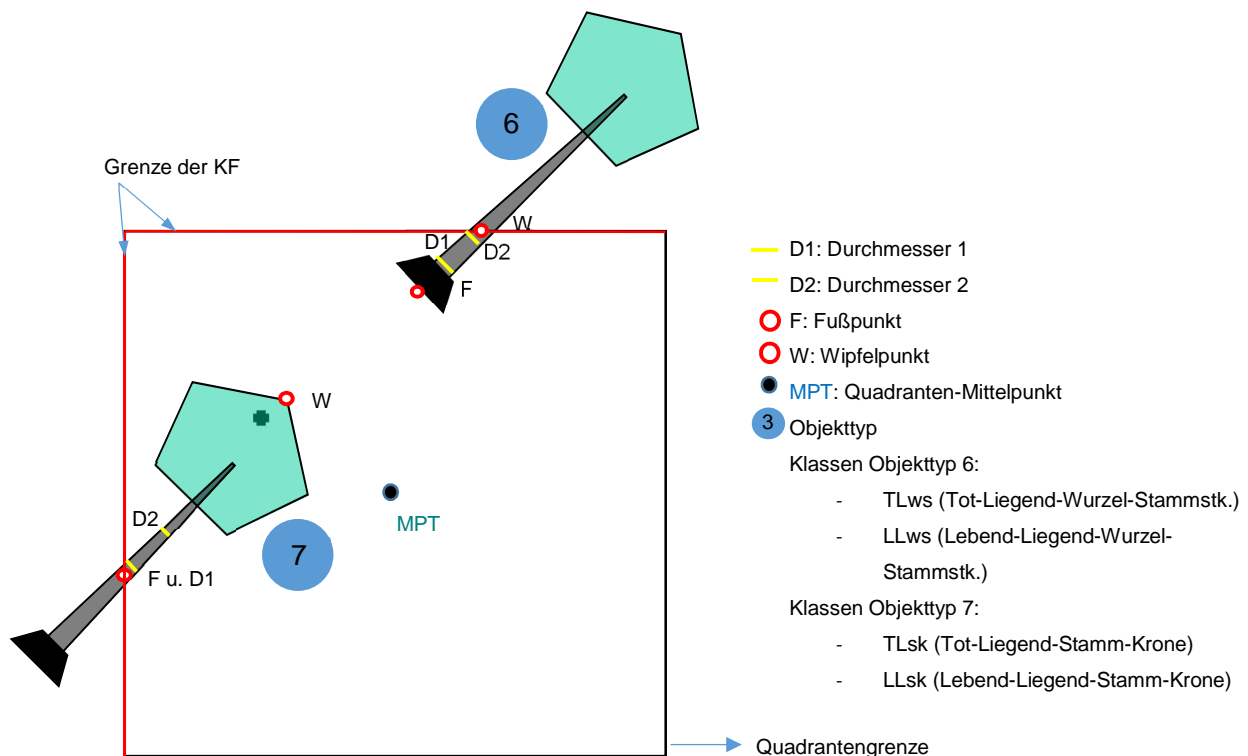 6
Grenze der KF
W
D1
D2
F
D1: Durchmesser 1
D2: Durchmesser 2
F: Fußpunkt
W: Wipfelpunkt
MPT: Quadranten-Mittelpunkt
3 Objekttyp
Klassen Objekttyp 6:
- TLws (Tot-Liegend-Wurzel-Stammstk.)
- LLws (Lebend-Liegend-Wurzel-
Stammstk.)
Klassen Objekttyp 7:
- TLsk (Tot-Liegend-Stamm-Krone)
- LLsk (Lebend-Liegend-Stamm-Krone)
W
D2
MPT
7
F u. D1
Quadrantengrenze